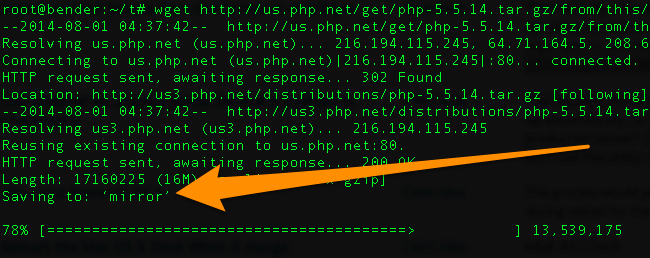 root@bender:~/t# wget http://us.php.net/get/php-5.5.14.tar.gz/from/this/
--2014-08-01 04:37:42--  http://us.php.net/get/php-5.5.14.tar.gz/from/this/
Resolving us.php.net (us.php.net)... 216.194.115.245, 64.71.164.5, 208.6
Connecting to us.php.net (us.php.net)|216.194.115.245|:80... connected.
HTTP request sent, awaiting response... 302 Found
Location: http://us3.php.net/distributions/php-5.5.14.tar.gz [following]
--2014-08-01 04:37:42--  http://us3.php.net/distributions/php-5.5.14.tar
Resolving us3.php.net (us3.php.net)... 216.194.115.245
Reusing existing connection to us.php.net:80.
HTTP request sent, awaiting response... 200 OK
Length: 17160225 (16M)
Saving to: ‘mirror’
78% [=======================================>          ] 13,539,175